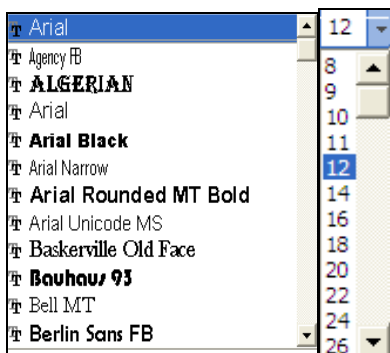 Arial
Agency FB
ALGERIAN
Arial
Arial Black
Arial Narrow
Arial Rounded MT Bold
Arial Unicode MS
Baskerville Old Face
Bauhaus 93
Bell MT
Berlin Sans FB
12
8
9
10
11
12
14
16
18
20
22
24
26